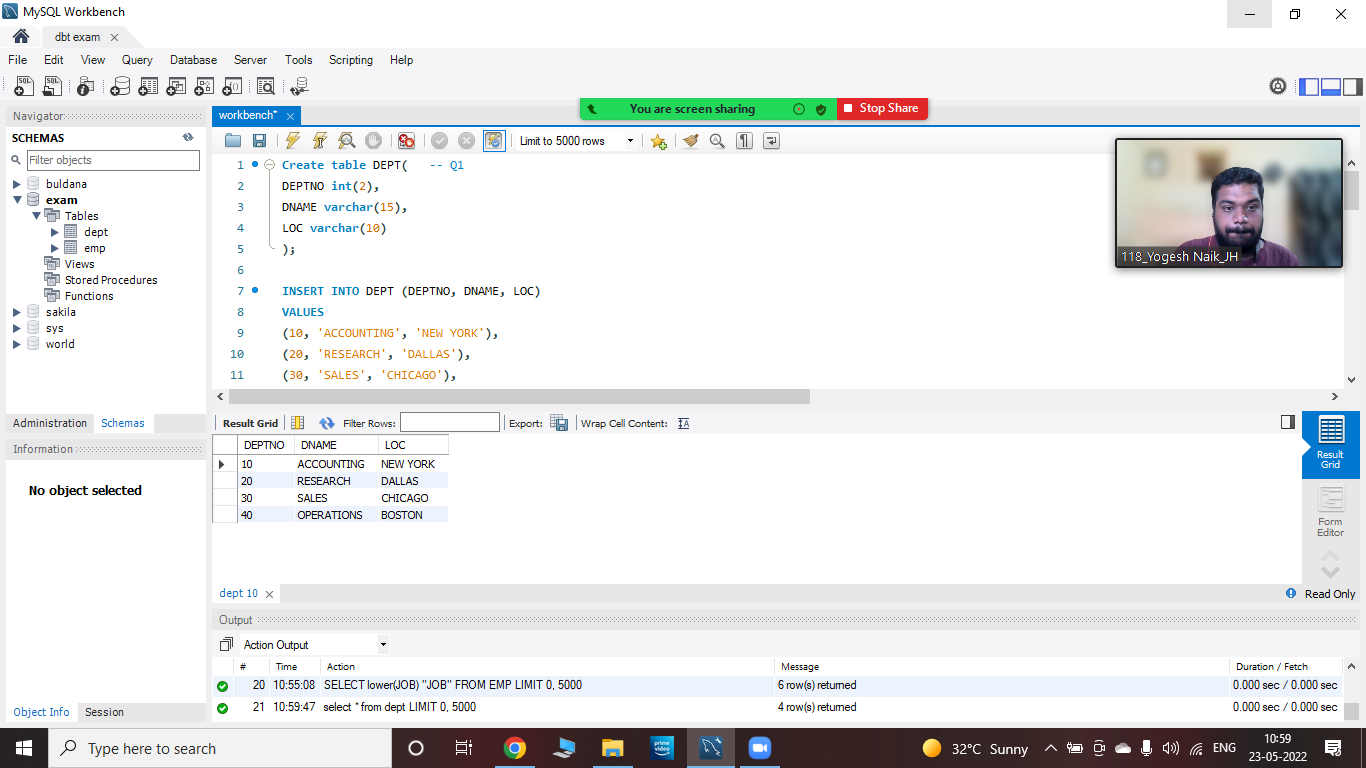 MySQL Workbench
dbt exam
File Edit View Query Database Server Tools Scripting Help
Navigator
SCHEMAS
Filter objects
buldana
exam
Tables
dept
emp
Views
Stored Procedures
Functions
sakila
sys
world
Administration Schemas
Information
No object selected
Object Info Session
workbench*
You are screen sharing Stop Share
Limit to 5000 rows
1 Create table DEPT( -- Q1
2 DEPTNO int(2),
3 DNAME varchar(15),
4 LOC varchar(10)
5 );
6
7 INSERT INTO DEPT (DEPTNO, DNAME, LOC)
8 VALUES
9 (10, 'ACCOUNTING', 'NEW YORK'),
10 (20, 'RESEARCH', 'DALLAS'),
11 (30, 'SALES', 'CHICAGO'),
118_Yogesh Naik_JH
Result Grid Filter Rows: Export: Wrap Cell Content:
DEPTNO DNAME LOC
10 ACCOUNTING NEW YORK
20 RESEARCH DALLAS
30 SALES CHICAGO
40 OPERATIONS BOSTON
Result
Grid
Form
Editor
dept 10
Read Only
Output
Action Output
# Time Action Message Duration / Fetch
20 10:55:08 SELECT lower(JOB) "JOB" FROM EMP LIMIT 0, 5000 6 row(s) returned 0.000 sec / 0.000 sec
21 10:59:47 select * from dept LIMIT 0, 5000 4 row(s) returned 0.000 sec / 0.000 sec
Type here to search
prime video
32°C Sunny
ENG
10:59
23-05-2022